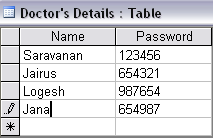 Doctor's Details : Table
Name Password
Saravanan 123456
Jairus 654321
Logesh 987654
Jana 654987